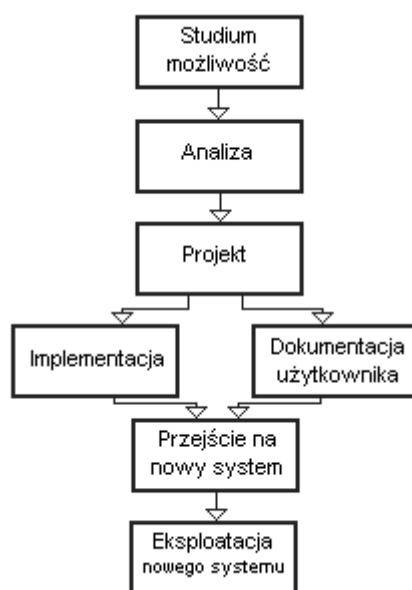 Studium
możliwość
Analiza
Projekt
Implementacja
Dokumentacja
użytkownika
Przejście na
nowy system
Eksploatacja
nowego systemu